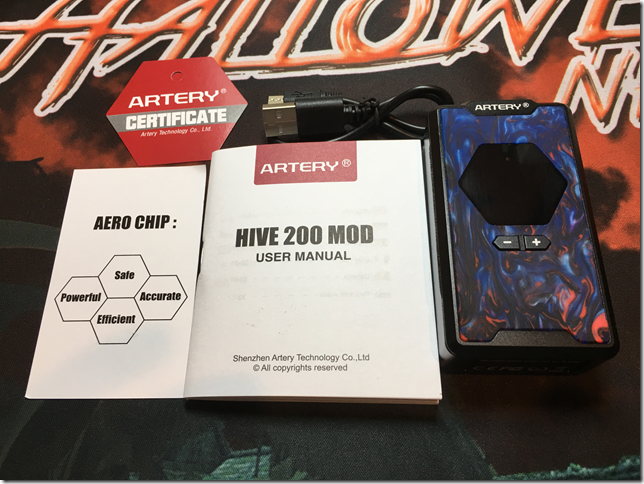 HALLOWE
N
ARTERY®
CERTIFICATE
Artery Technology Co., Ltd.
AERO CHIP :
Safe
Powerful
Accurate
Efficient
ARTERY®
HIVE 200 MOD
USER MANUAL
Shenzhen Artery Technology Co.,Ltd
© All copyrights reserved
ARTERY®
- +